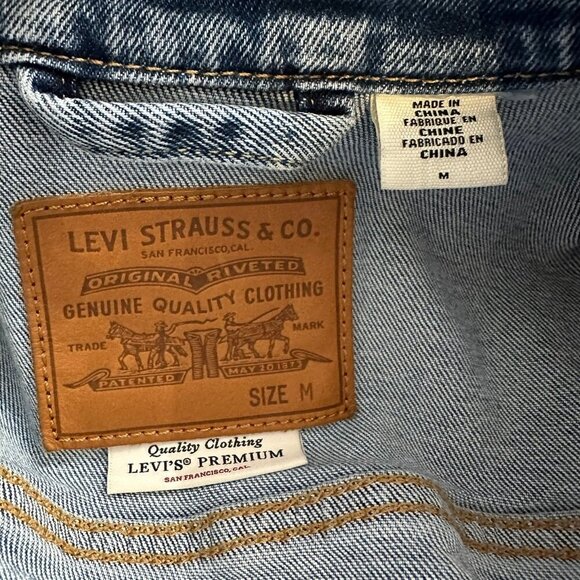 MADE IN
CHINA
FABRIQUE EN
CHINE
FABRICADO EN
CHINA
M
LEVI STRAUSS & CO.
SAN FRANCISCO, CAL.
ORIGINAL RIVETED
GENUINE QUALITY CLOTHING
TRADE MARK
PATENTED MAY 20 1873
SIZE M
Quality Clothing
LEVI'S® PREMIUM
SAN FRANCISCO, CAL.